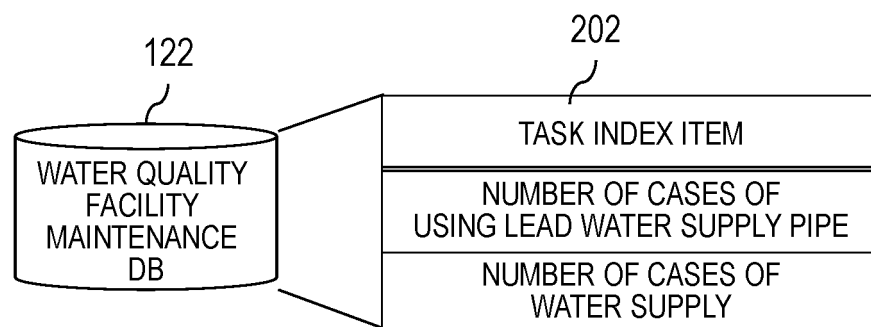 122
202
WATER QUALITY
FACILITY
MAINTENANCE
DB
TASK INDEX ITEM
NUMBER OF CASES OF
USING LEAD WATER SUPPLY PIPE
NUMBER OF CASES OF
WATER SUPPLY